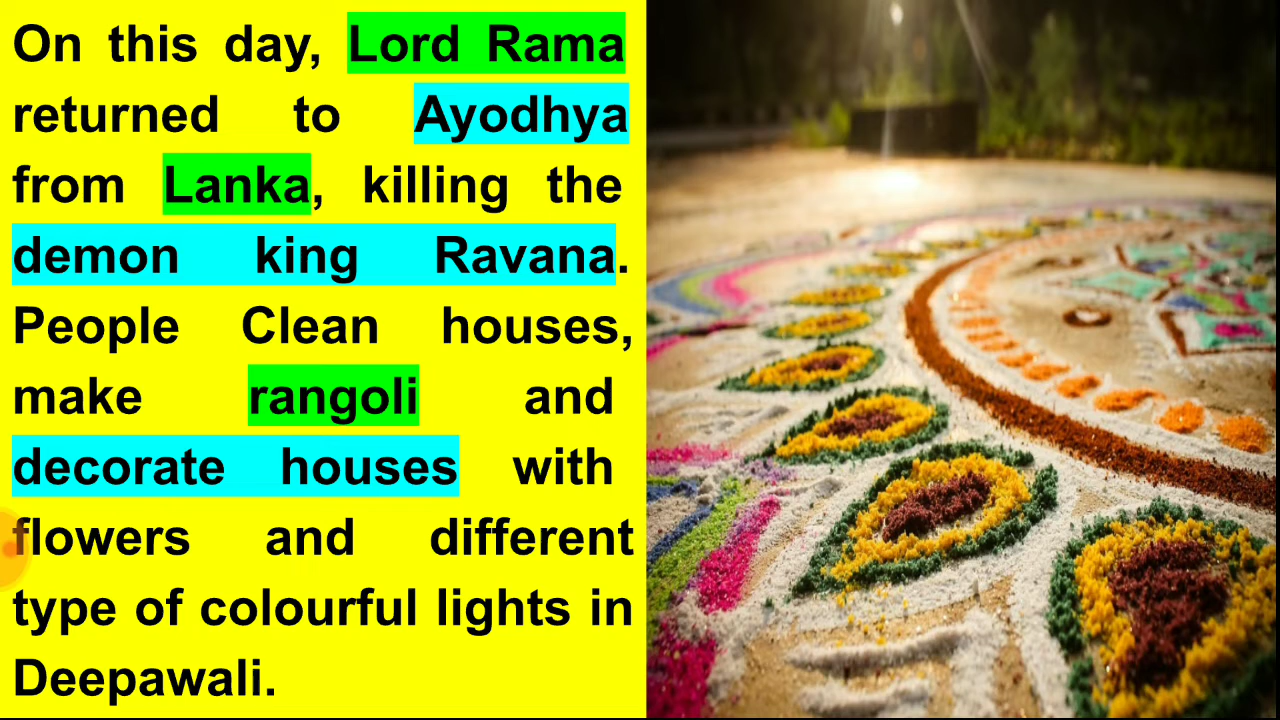 On this day, Lord Rama
returned to Ayodhya
from Lanka, killing the
demon king Ravana.
People Clean houses,
make rangoli and
decorate houses with
flowers and different
type of colourful lights in
Deepawali.